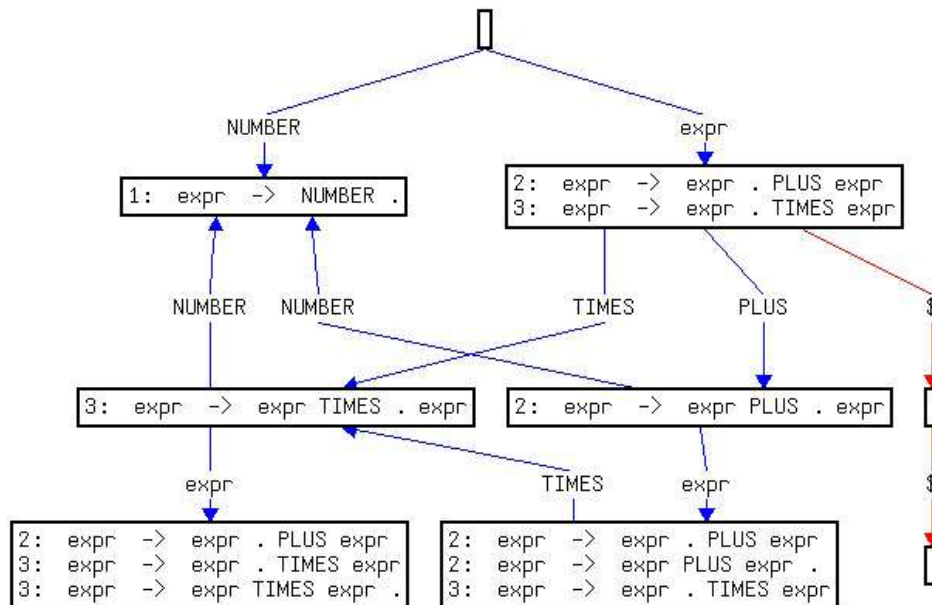 NUMBER
expr
1: expr -> NUMBER .
2: expr -> expr . PLUS expr
3: expr -> expr . TIMES expr
NUMBER
NUMBER
TIMES
PLUS
$
3: expr -> expr TIMES . expr
2: expr -> expr PLUS . expr
expr
TIMES
expr
$
2: expr -> expr . PLUS expr
3: expr -> expr . TIMES expr
3: expr -> expr TIMES expr .
2: expr -> expr . PLUS expr
2: expr -> expr PLUS expr .
3: expr -> expr . TIMES expr